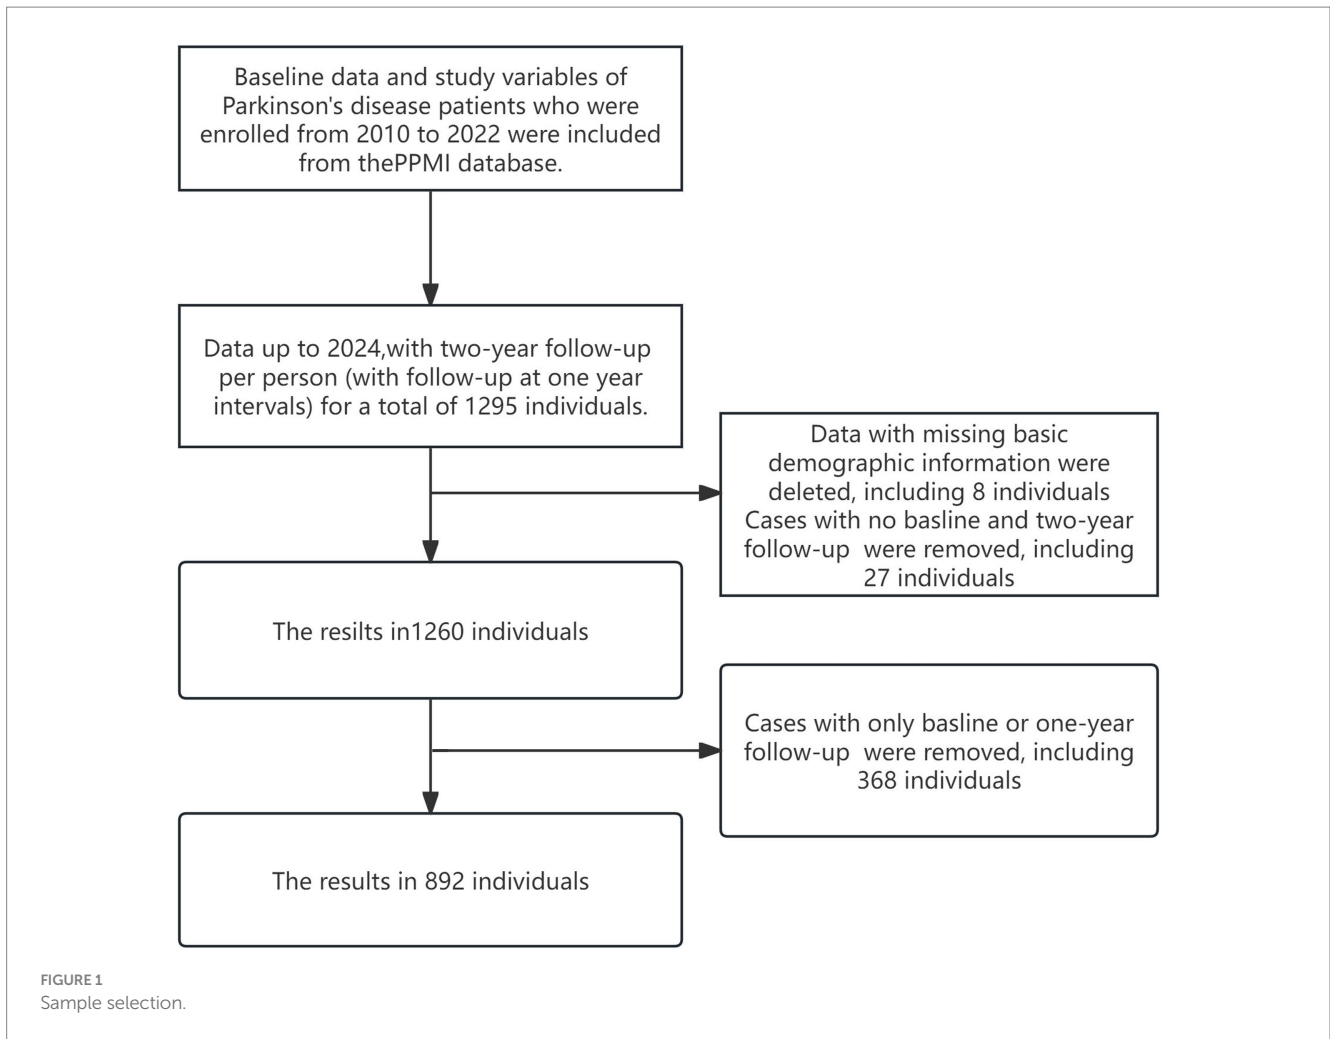 Baseline data and study variables of
Parkinson's disease patients who were
enrolled from 2010 to 2022 were included
from thePPMI database.
Data up to 2024,with two-year follow-up
per person (with follow-up at one year
intervals) for a total of 1295 individuals.
Data with missing basic
demographic information were
deleted, including 8 individuals
Cases with no basline and two-year
follow-up  were removed, including
27 individuals
The resilts in1260 individuals
Cases with only basline or one-year
follow-up  were removed, including
368 individuals
The results in 892 individuals
FIGURE 1
Sample selection.